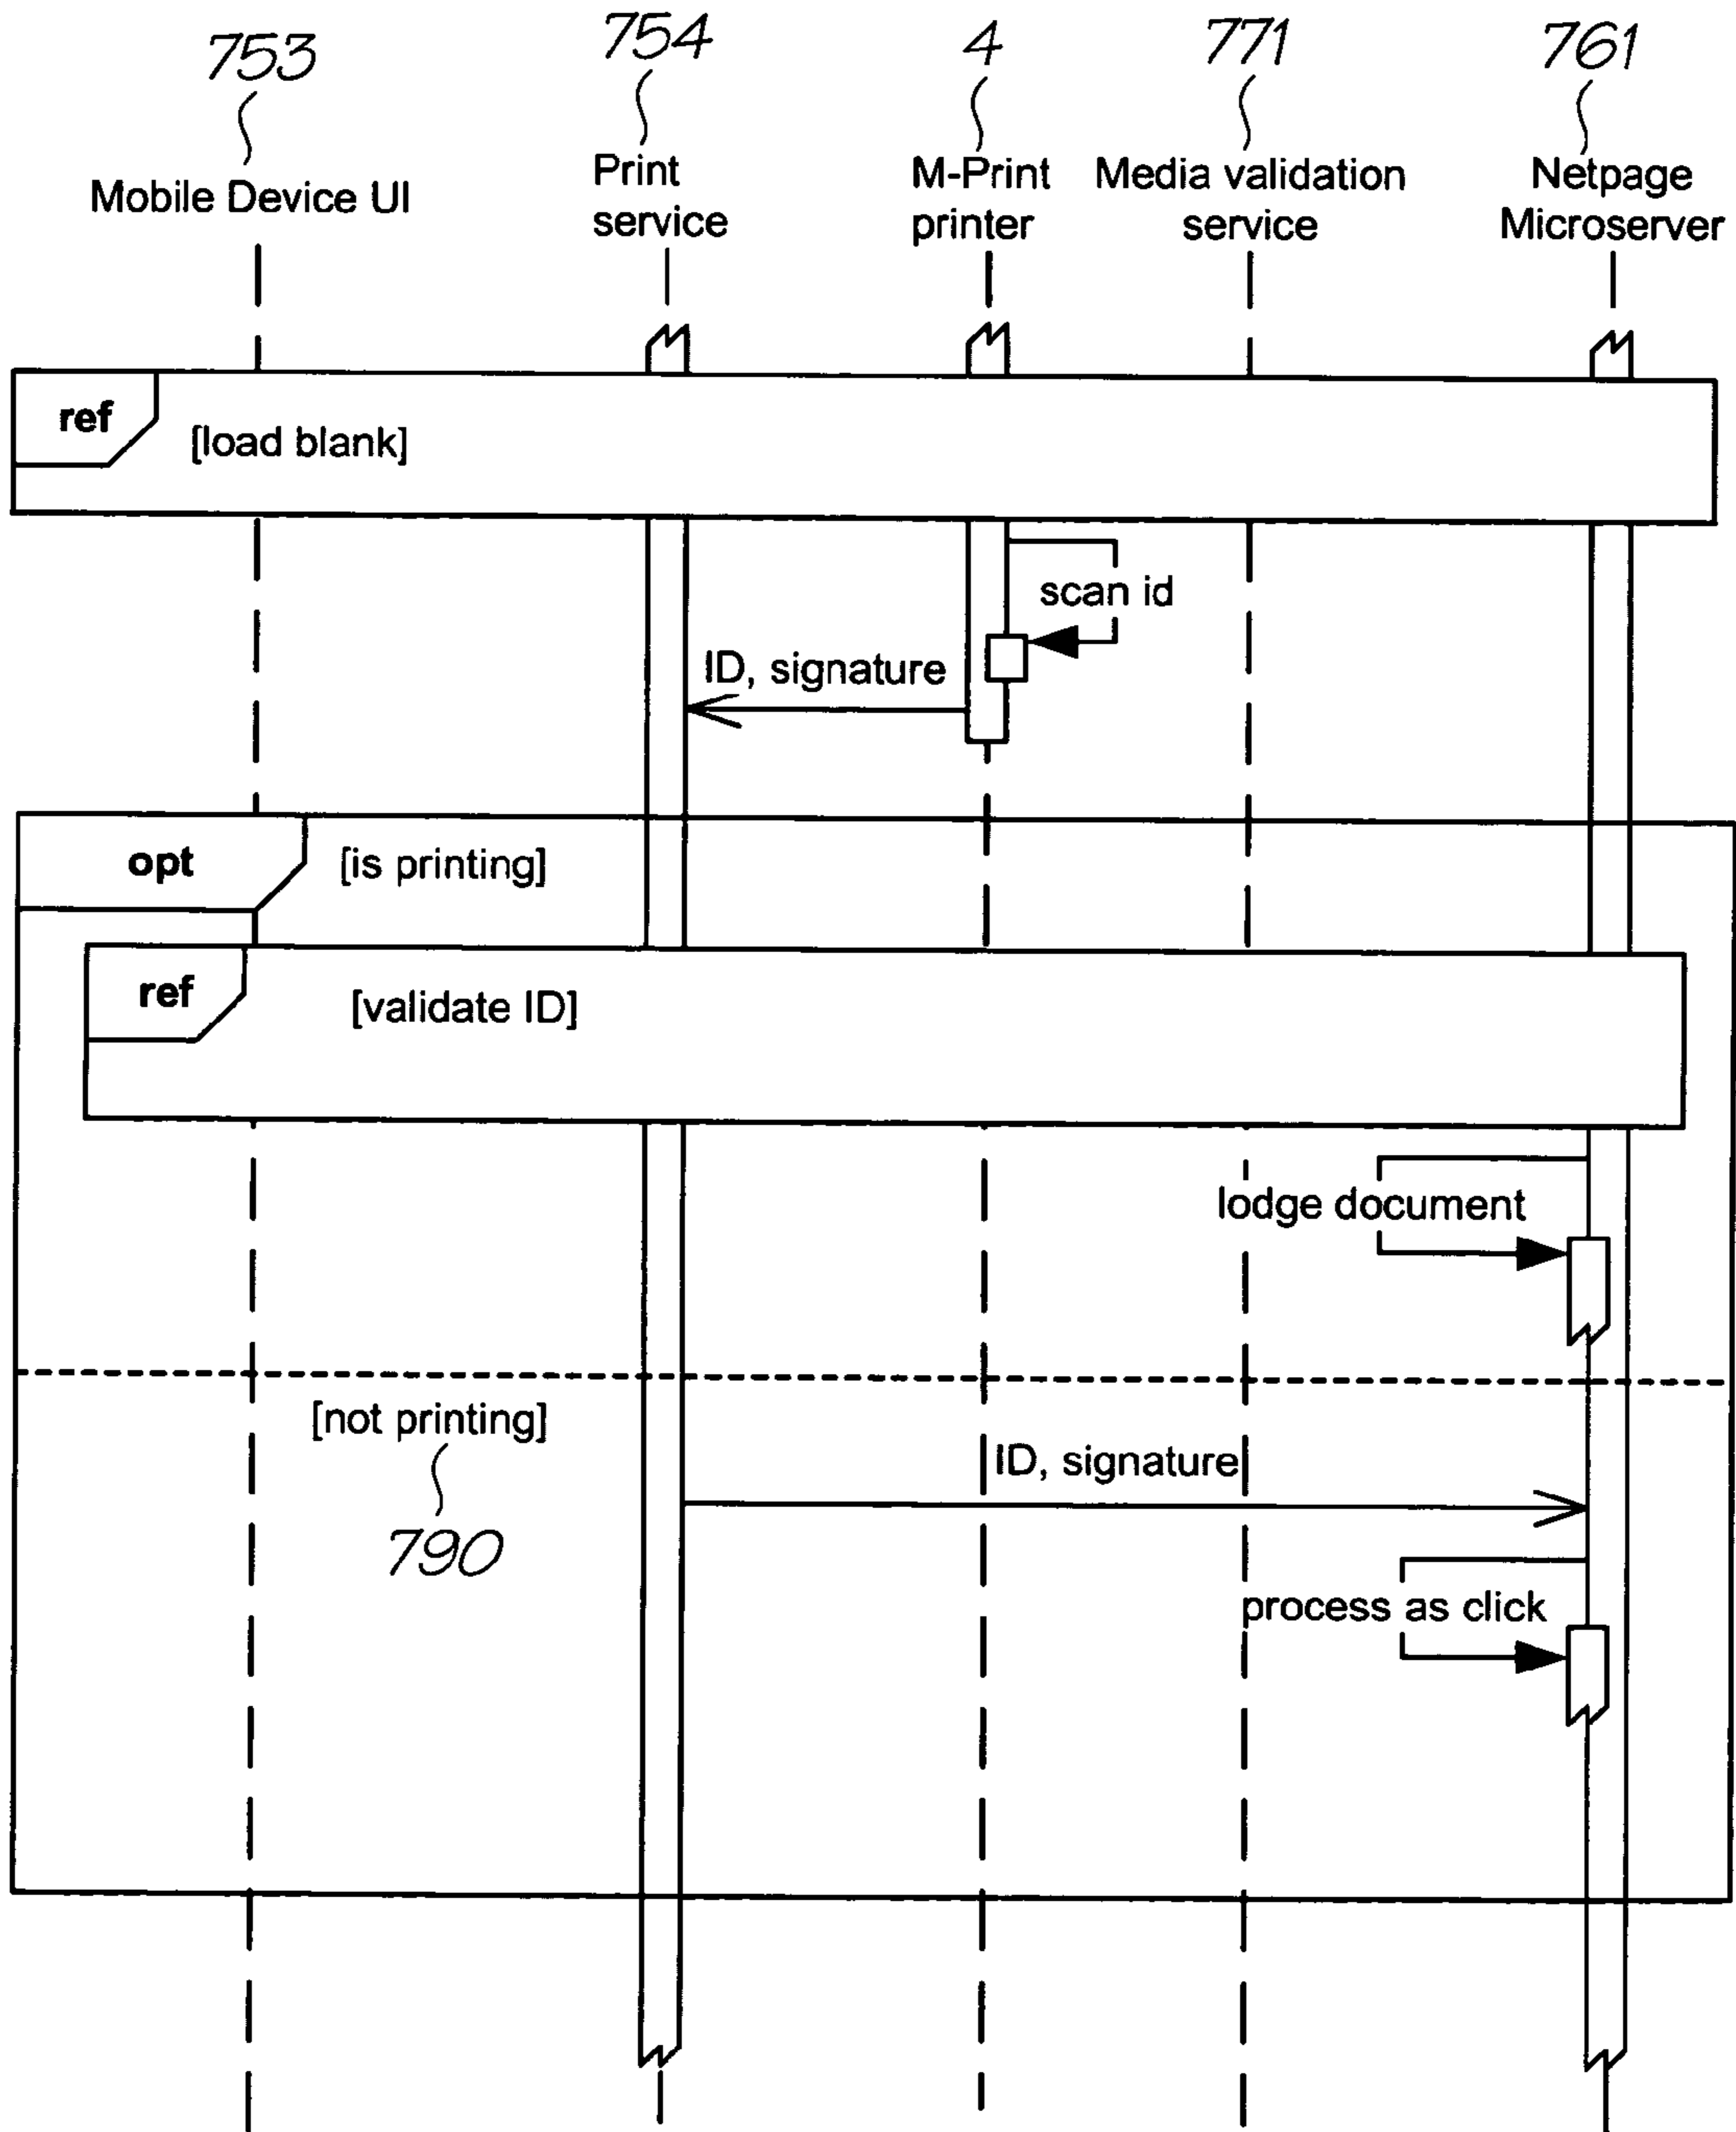 753
754
4
771
761
Mobile Device UI
Print
service
M-Print
printer
Media validation
service
Netpage
Microserver
ref
[load blank]
scan id
ID, signature
opt
[is printing]
ref
[validate ID]
lodge document
[not printing]
790
ID, signature
process as click